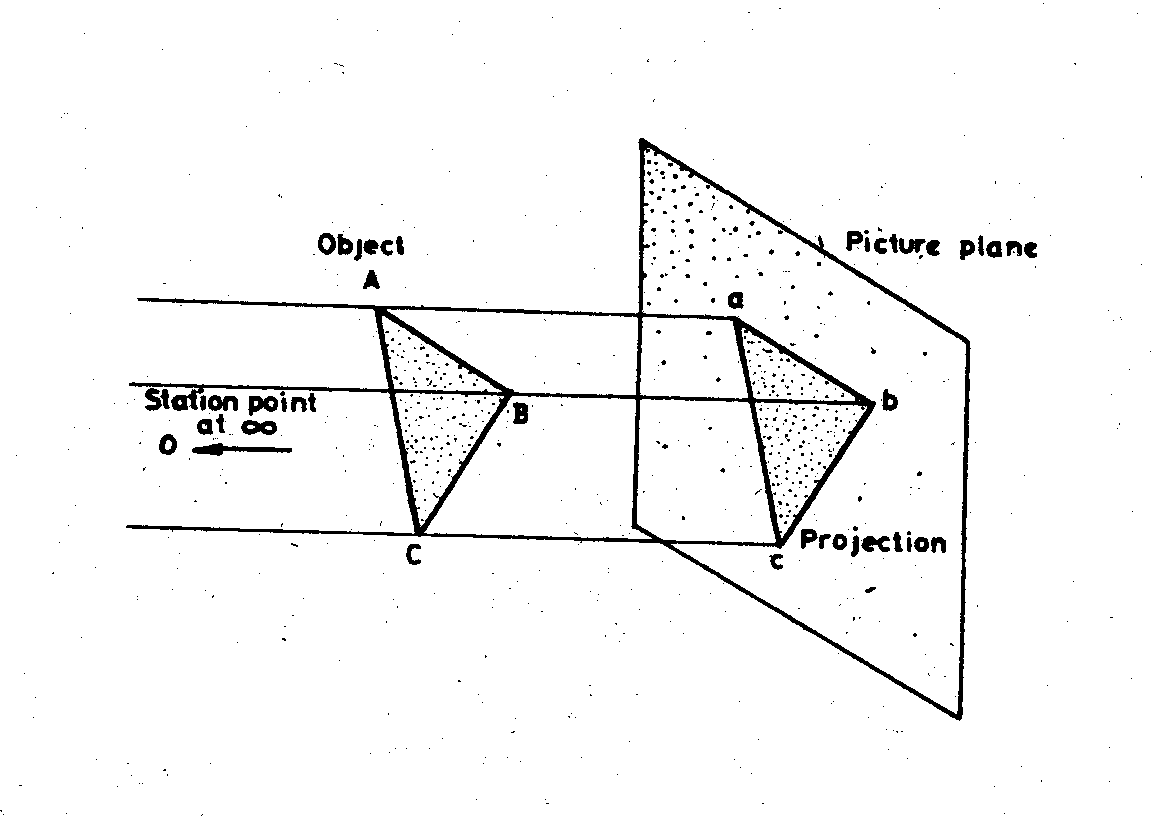 Object
A
Picture plane
a
B
b
Station point
at ∞
O
C
c
Projection